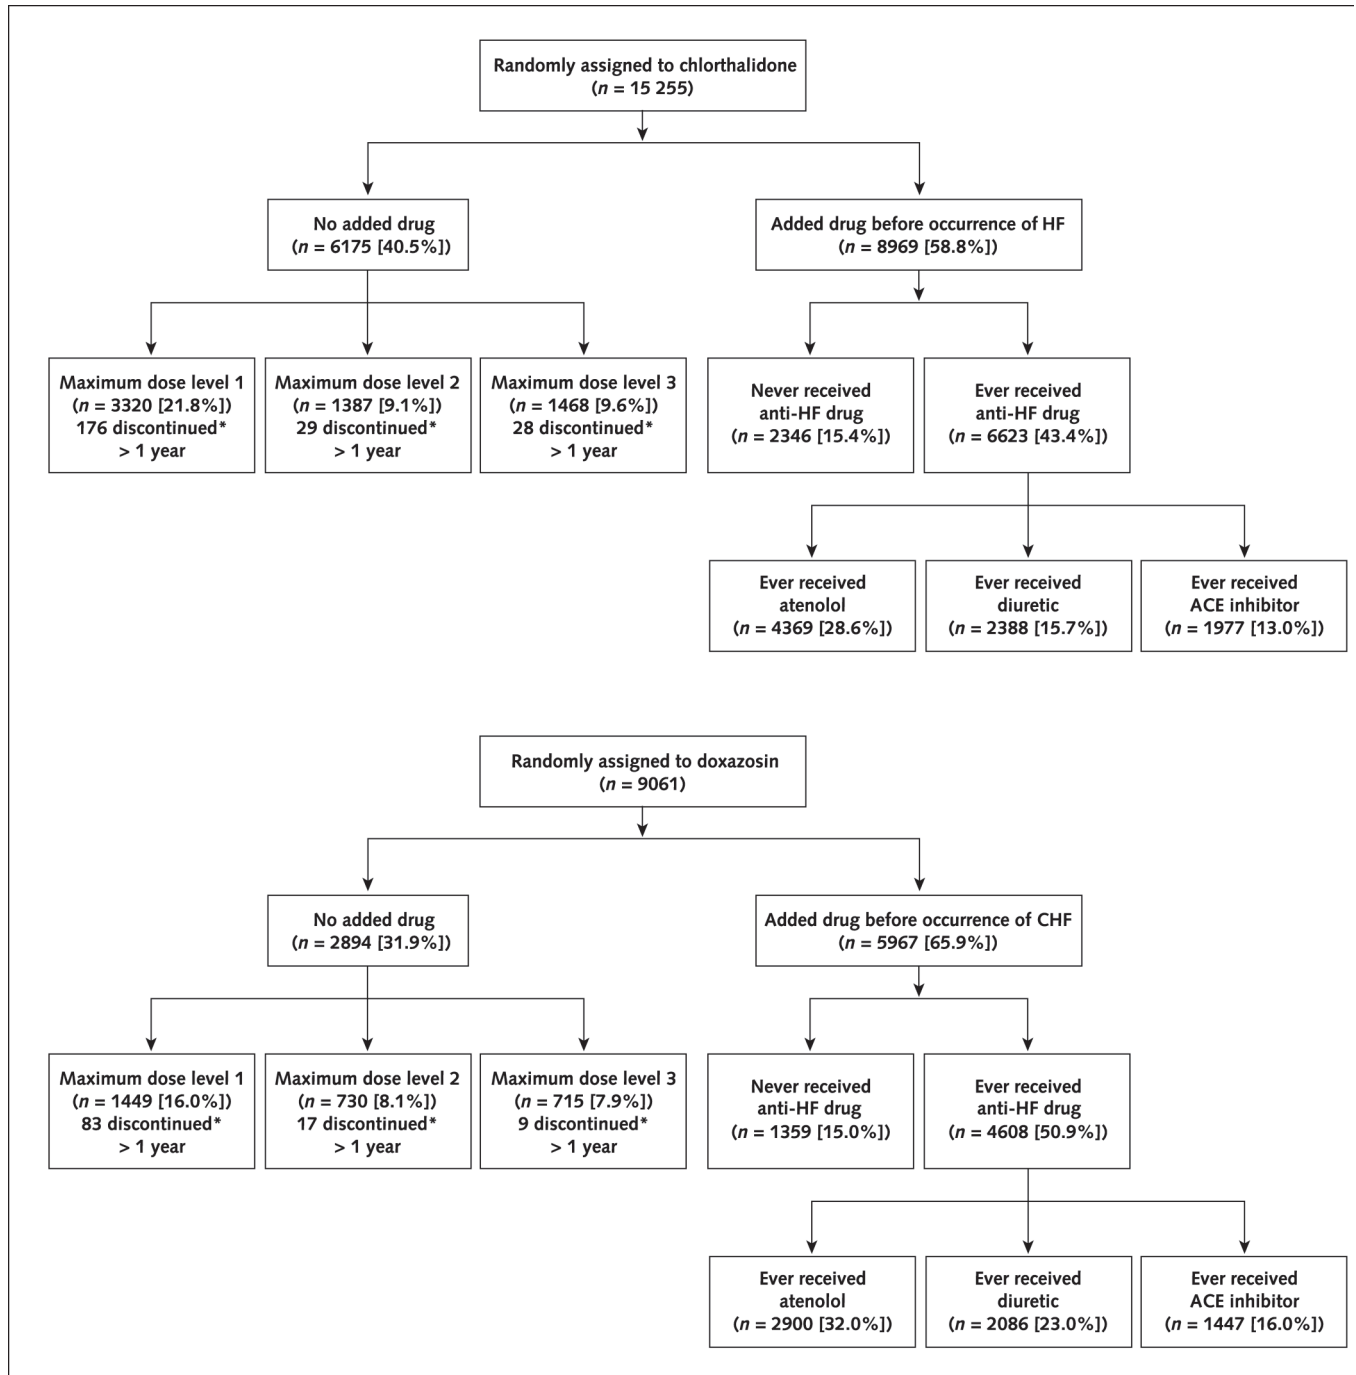 Randomly assigned to chlorthalidone
(n = 15 255)
No added drug
(n = 6175 [40.5%])
Added drug before occurrence of HF
(n = 8969 [58.8%])
Maximum dose level 1
(n = 3320 [21.8%])
176 discontinued*
> 1 year
Maximum dose level 2
(n = 1387 [9.1%])
29 discontinued*
> 1 year
Maximum dose level 3
(n = 1468 [9.6%])
28 discontinued*
> 1 year
Never received
anti-HF drug
(n = 2346 [15.4%])
Ever received
anti-HF drug
(n = 6623 [43.4%])
Ever received
atenolol
(n = 4369 [28.6%])
Ever received
diuretic
(n = 2388 [15.7%])
Ever received
ACE inhibitor
(n = 1977 [13.0%])
Randomly assigned to doxazosin
(n = 9061)
No added drug
(n = 2894 [31.9%])
Added drug before occurrence of CHF
(n = 5967 [65.9%])
Maximum dose level 1
(n = 1449 [16.0%])
83 discontinued*
> 1 year
Maximum dose level 2
(n = 730 [8.1%])
17 discontinued*
> 1 year
Maximum dose level 3
(n = 715 [7.9%])
9 discontinued*
> 1 year
Never received
anti-HF drug
(n = 1359 [15.0%])
Ever received
anti-HF drug
(n = 4608 [50.9%])
Ever received
atenolol
(n = 2900 [32.0%])
Ever received
diuretic
(n = 2086 [23.0%])
Ever received
ACE inhibitor
(n = 1447 [16.0%])